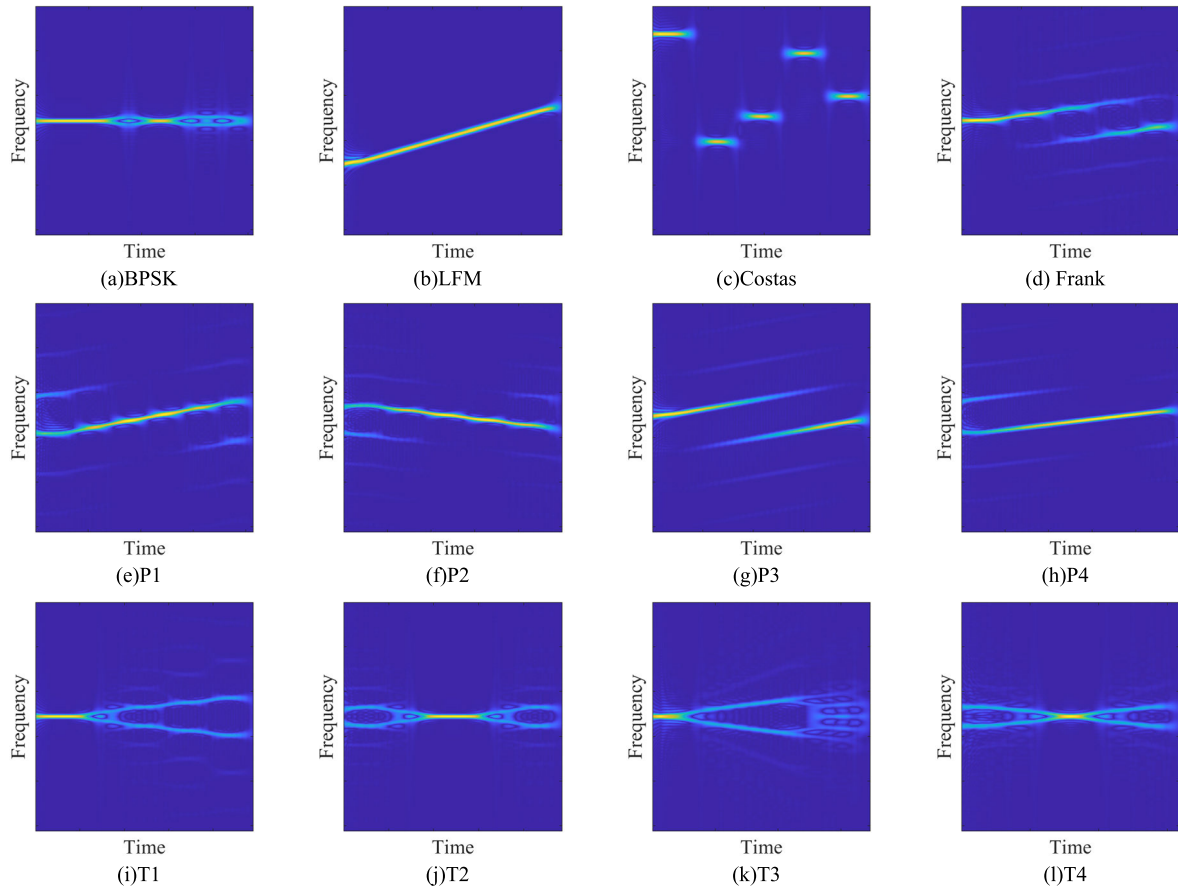 Frequency Frequency Frequency Frequency
Time Time Time Time
(a)BPSK (b)LFM (c)Costas (d) Frank
Frequency Frequency Frequency Frequency
Time Time Time Time
(e)P1 (f)P2 (g)P3 (h)P4
Frequency Frequency Frequency Frequency
Time Time Time Time
(i)T1 (j)T2 (k)T3 (l)T4